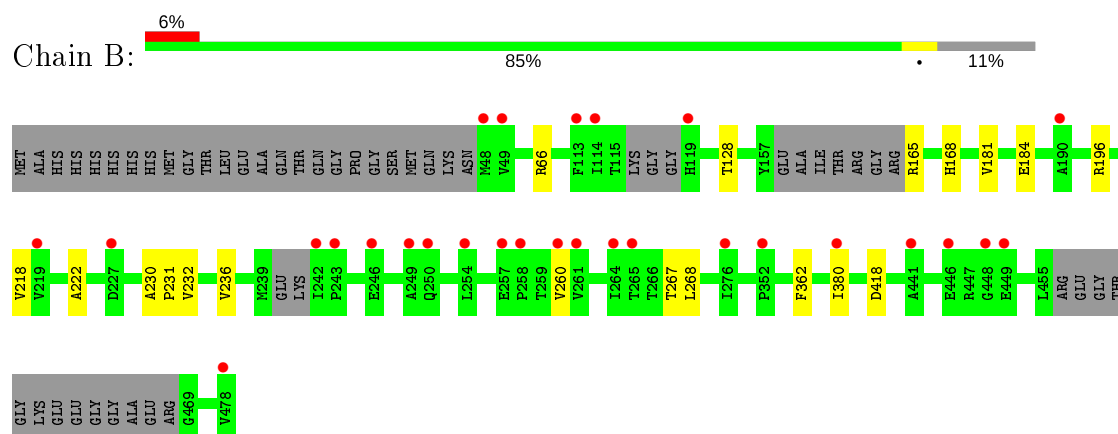 6%
Chain B:
85% • 11%
MET ALA HIS HIS HIS HIS HIS HIS MET GLY THR LEU GLU GLU ALA GLN THR GLN GLY PRO GLY SER MET GLN LYS ASN M48 V49 R66 F113 I114 T115 LYS GLY GLY H119 T128 Y157 GLU ALA ILE THR ARG GLY ARG R165 H168 V181 E184 A190 R196
V218 V219 A222 D227 A230 P231 V232 V236 M239 GLU LYS I242 P243 E246 A249 Q250 L254 E257 P258 T259 V260 V261 I264 T265 T266 T267 L268 I276 P352 F362 I380 D418 A441 E446 R447 G448 E449 L455 ARG GLU GLY THR
GLY LYS GLU GLU GLY GLY ALA GLU ARG G469 V478